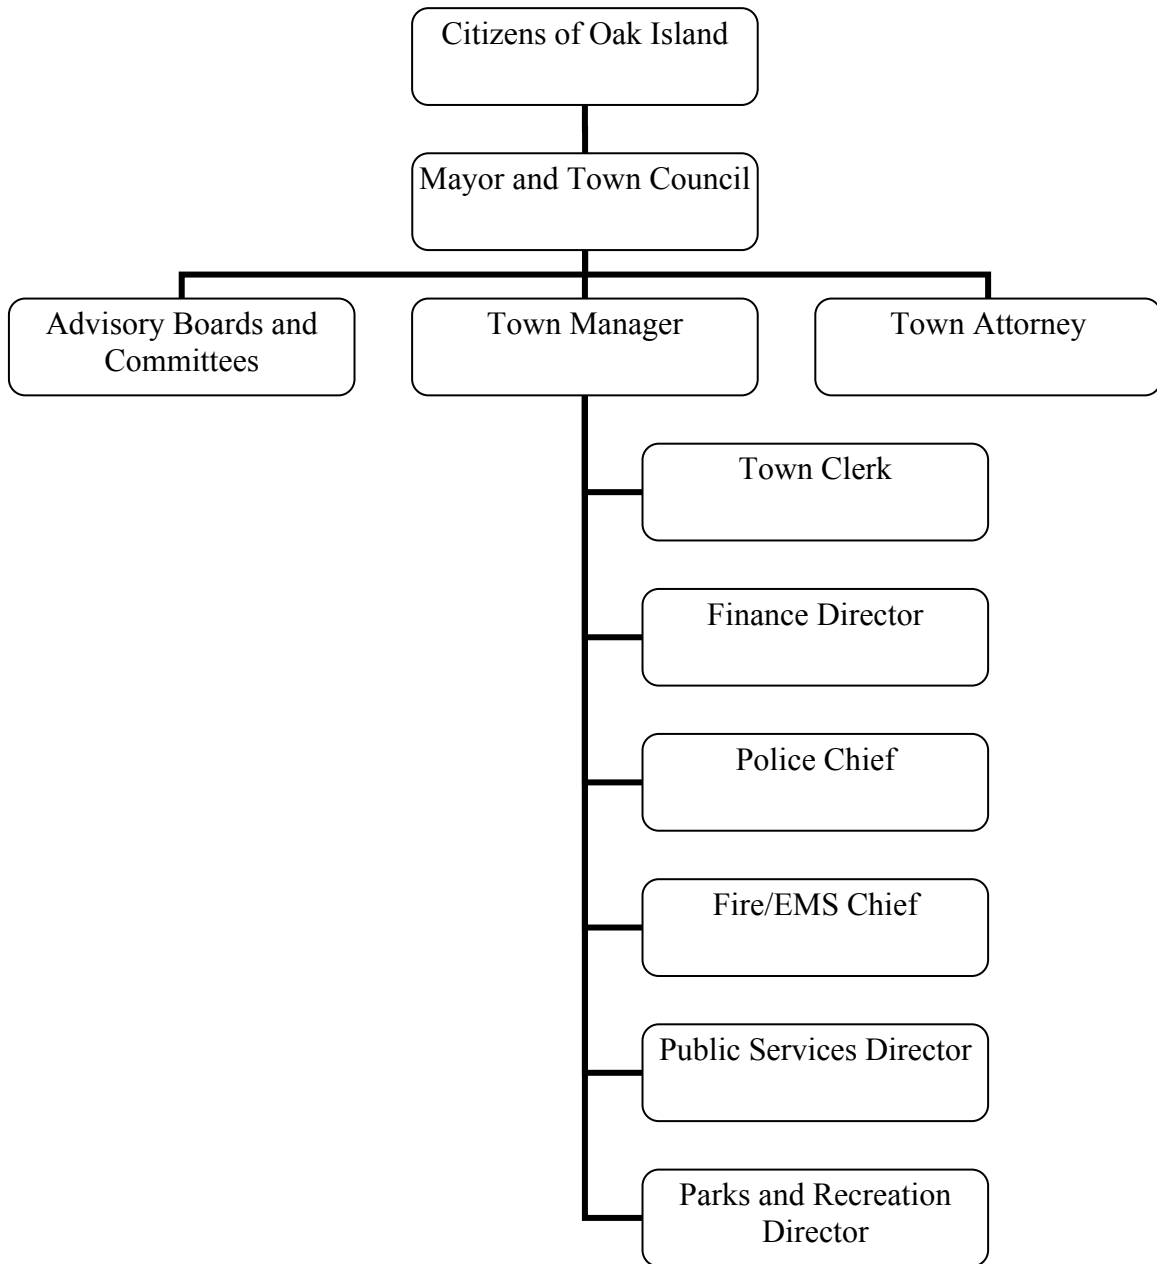 Citizens of Oak Island
Mayor and Town Council
Advisory Boards and
Committees
Town Manager
Town Attorney
Town Clerk
Finance Director
Police Chief
Fire/EMS Chief
Public Services Director
Parks and Recreation
Director